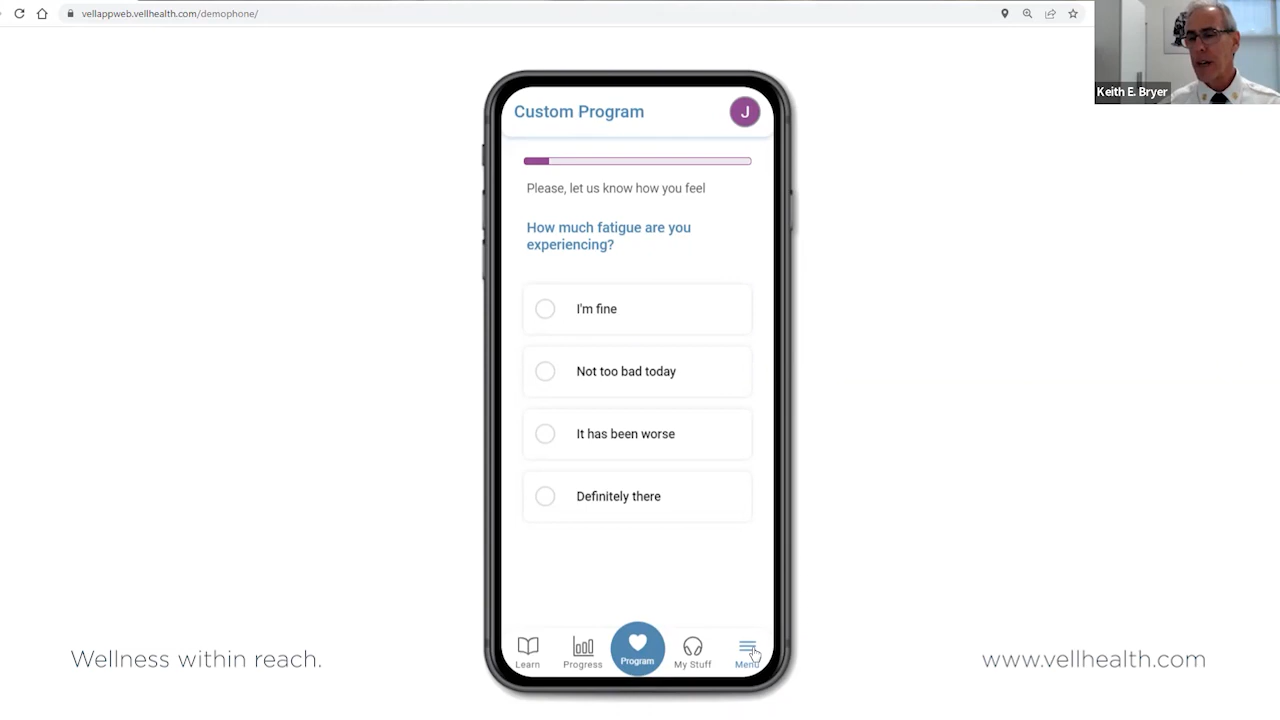 vellappweb.vellhealth.com/demophone/
Keith E. Bryer
Custom Program
J
Please, let us know how you feel
How much fatigue are you
experiencing?
I'm fine
Not too bad today
It has been worse
Definitely there
Learn
Progress
Program
My Stuff
Menu
Wellness within reach.
www.vellhealth.com